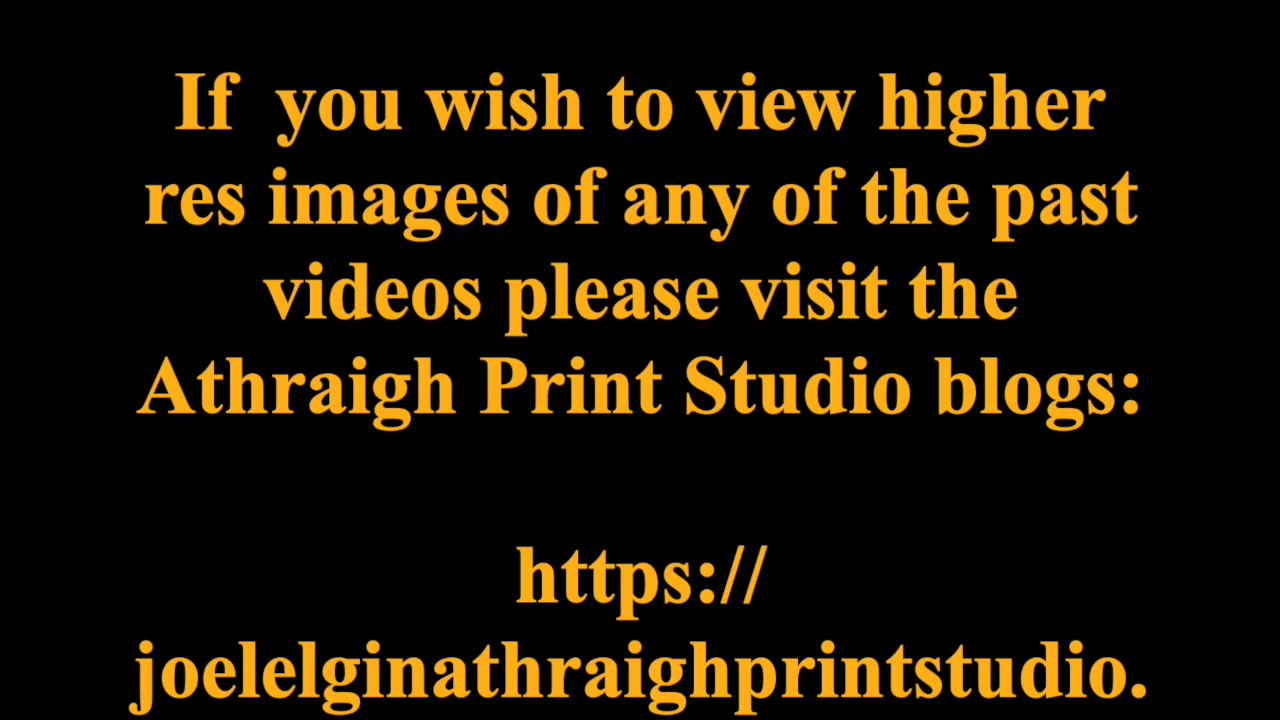 If  you wish to view higher
res images of any of the past
videos please visit the
Athraigh Print Studio blogs:
https://
joelelginathraighprintstudio.